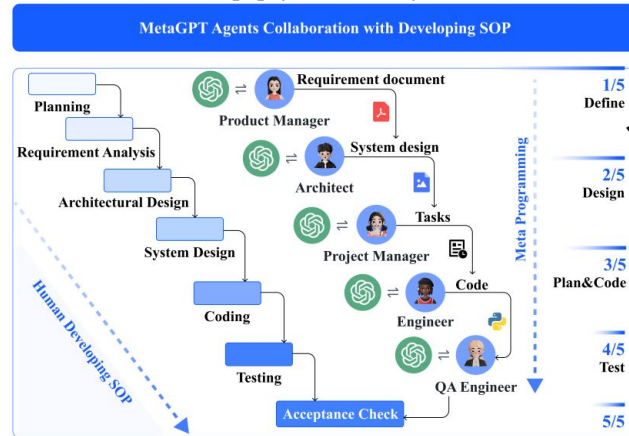 MetaGPT Agents Collaboration with Developing SOP
Planning
Requirement Analysis
Architectural Design
System Design
Coding
Testing
Human Developing SOP
Requirement document
Product Manager
System design
Architect
Tasks
Project Manager
Code
Engineer
QA Engineer
Acceptance Check
Meta Programming
1/5
Define
2/5
Design
3/5
Plan&Code
4/5
Test
5/5